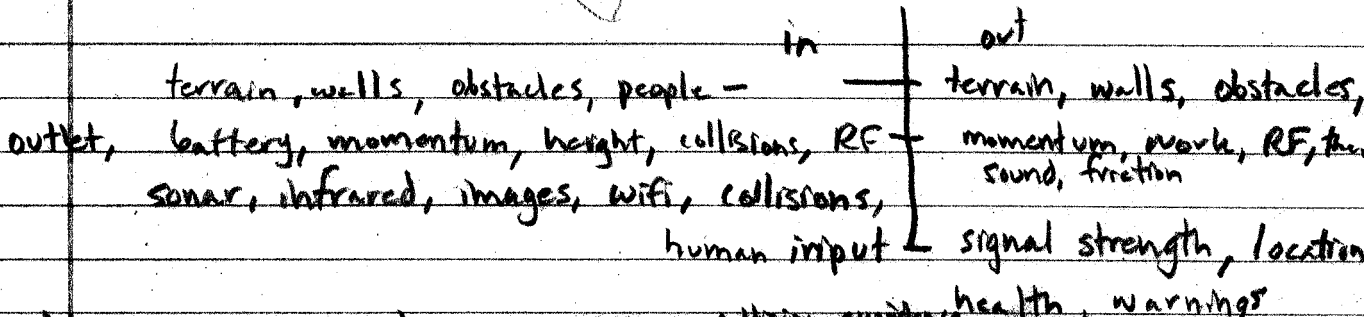 in out
terrain, walls, obstacles, people - — terrain, walls, obstacles,
outlet, battery, momentum, height, collisions, RF - momentum, work, RF,
sound, friction
sonar, infrared, images, wifi, collisions,
human input - signal strength, location
health, warnings